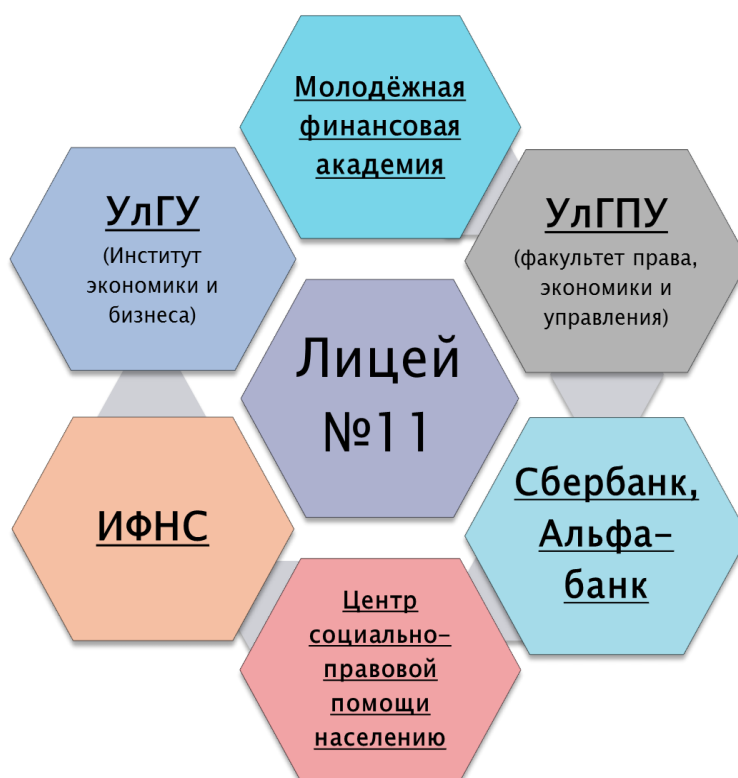 Молодёжная
финансовая
академия
УлГУ
(Институт
экономики и
бизнеса)
УлГПУ
(факультет права,
экономики и
управления)
Лицей
№11
ИФНС
Сбербанк,
Альфа-
банк
Центр
социально-
правовой
помощи
населению